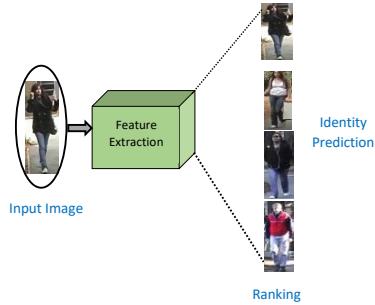 Feature
Extraction
Identity
Prediction
Input Image
Ranking